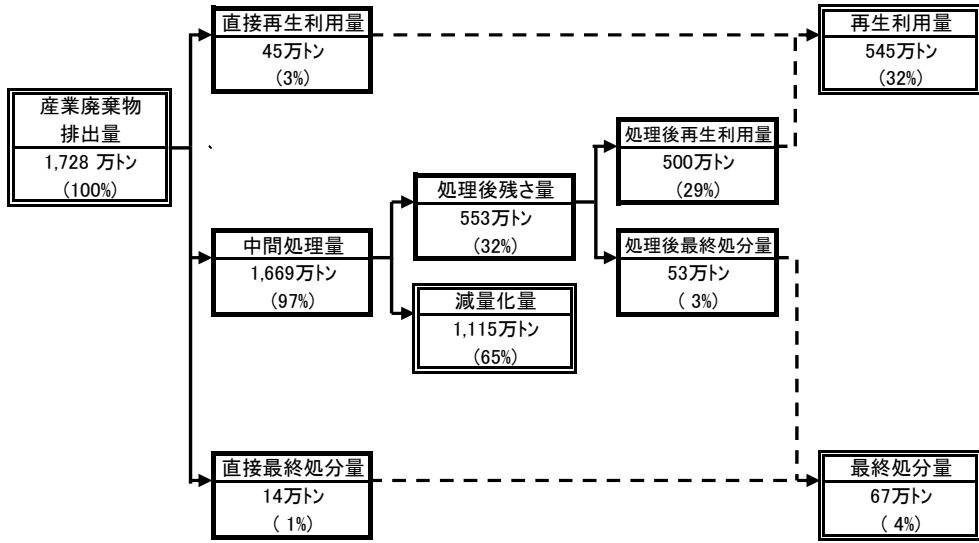 直接再生利用量
45万トン
(3%)
再生利用量
545万トン
(32%)
産業廃棄物
排出量
1,728 万トン
(100%)
処理後再生利用量
500万トン
(29%)
処理後残さ量
553万トン
(32%)
中間処理量
1,669万トン
(97%)
処理後最終処分量
53万トン
( 3%)
減量化量
1,115万トン
(65%)
直接最終処分量
14万トン
( 1%)
最終処分量
67万トン
( 4%)